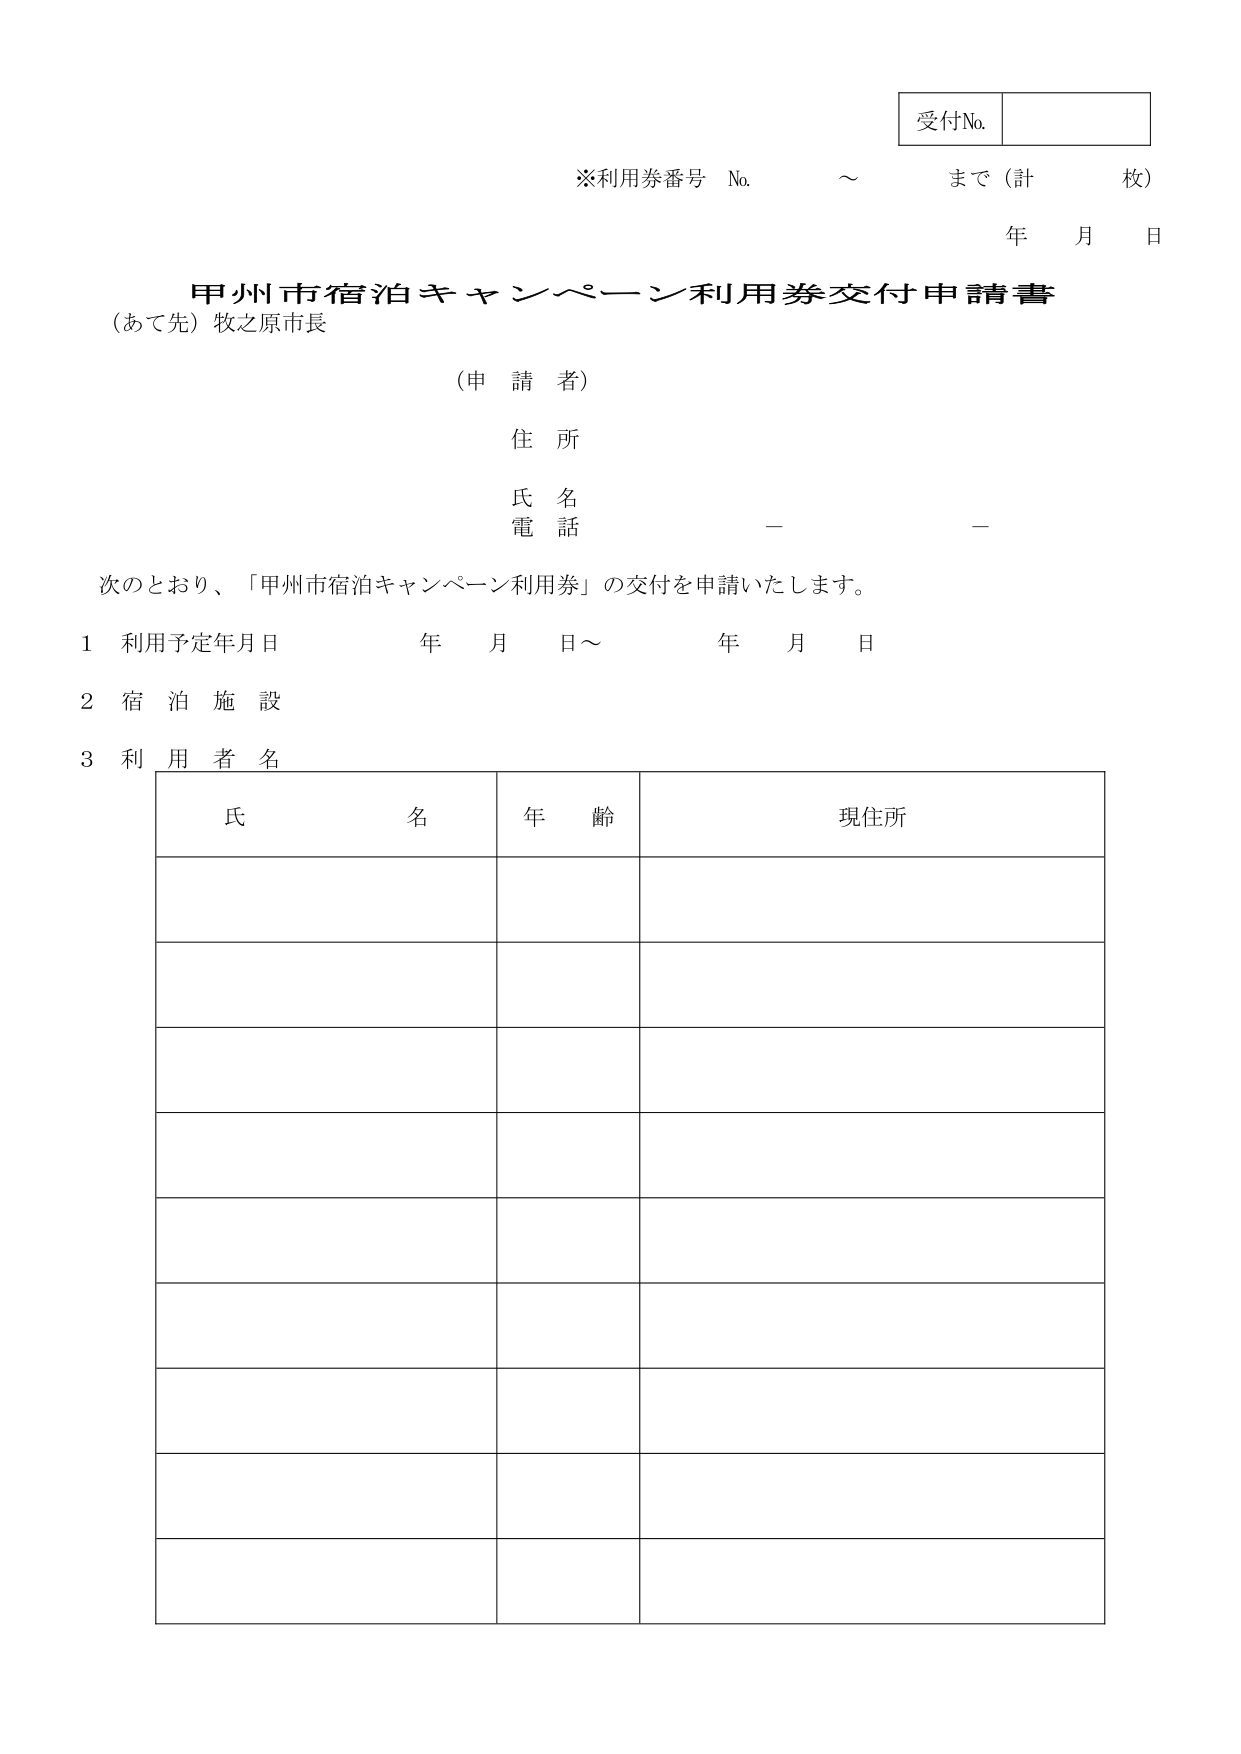 受付№
※利用券番号　№　　　　～　　　　まで（計　　　　枚）
年　　月　　日
甲州市宿泊キャンペーン利用券交付申請書
（あて先）牧之原市長
（申　請　者）
住　所
氏　名
電　話　　　　　　　　－　　　　　　　　－
次のとおり、「甲州市宿泊キャンペーン利用券」の交付を申請いたします。
１　利用予定年月日　　　　　　年　　月　　日～　　　　　年　　月　　日
２　宿　泊　施　設
３　利　用　者　名
氏　　　　　　　名　年　　齢　現住所